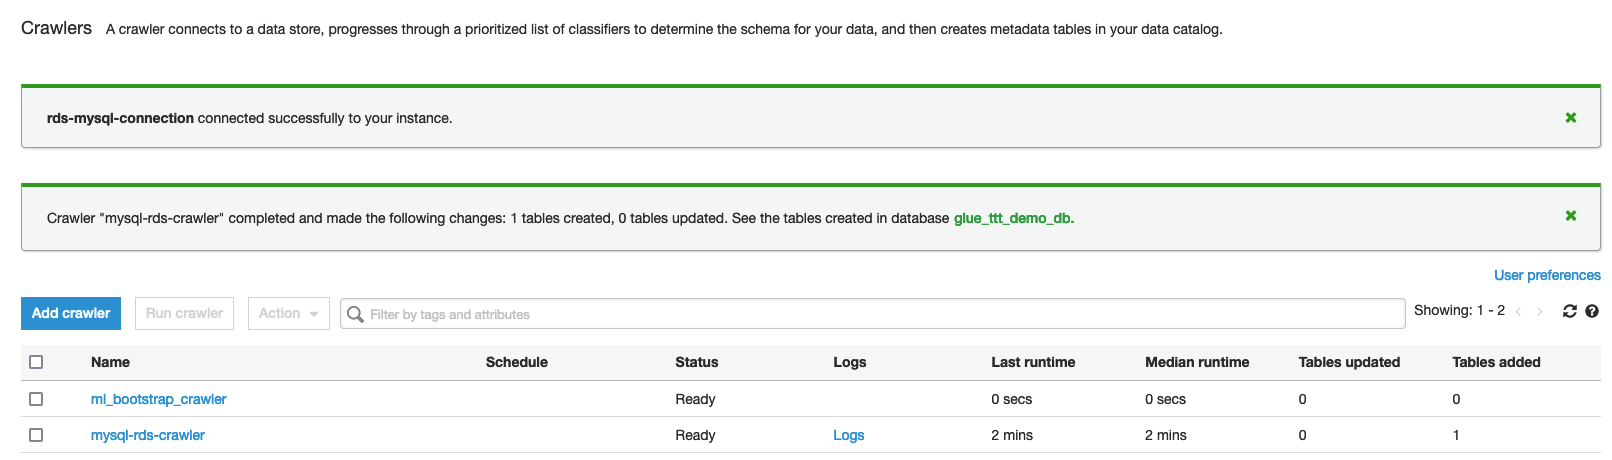 Crawlers A crawler connects to a data store, progresses through a prioritized list of classifiers to determine the schema for your data, and then creates metadata tables in your data catalog.
rds-mysql-connection connected successfully to your instance.
Crawler "mysql-rds-crawler" completed and made the following changes: 1 tables created, 0 tables updated. See the tables created in database glue_ttt_demo_db.
User preferences
Add crawler Run crawler Action Filter by tags and attributes Showing: 1 - 2
Name Schedule Status Logs Last runtime Median runtime Tables updated Tables added
ml_bootstrap_crawler Ready 0 secs 0 secs 0 0
mysql-rds-crawler Ready Logs 2 mins 2 mins 0 1